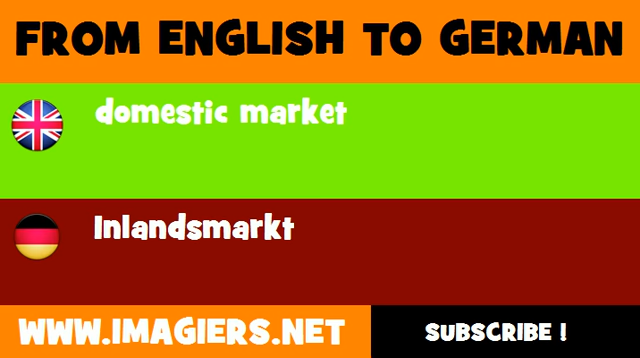 FROM ENGLISH TO GERMAN
domestic market
Inlandsmarkt
WWW.IMAGIERS.NET
SUBSCRIBE !